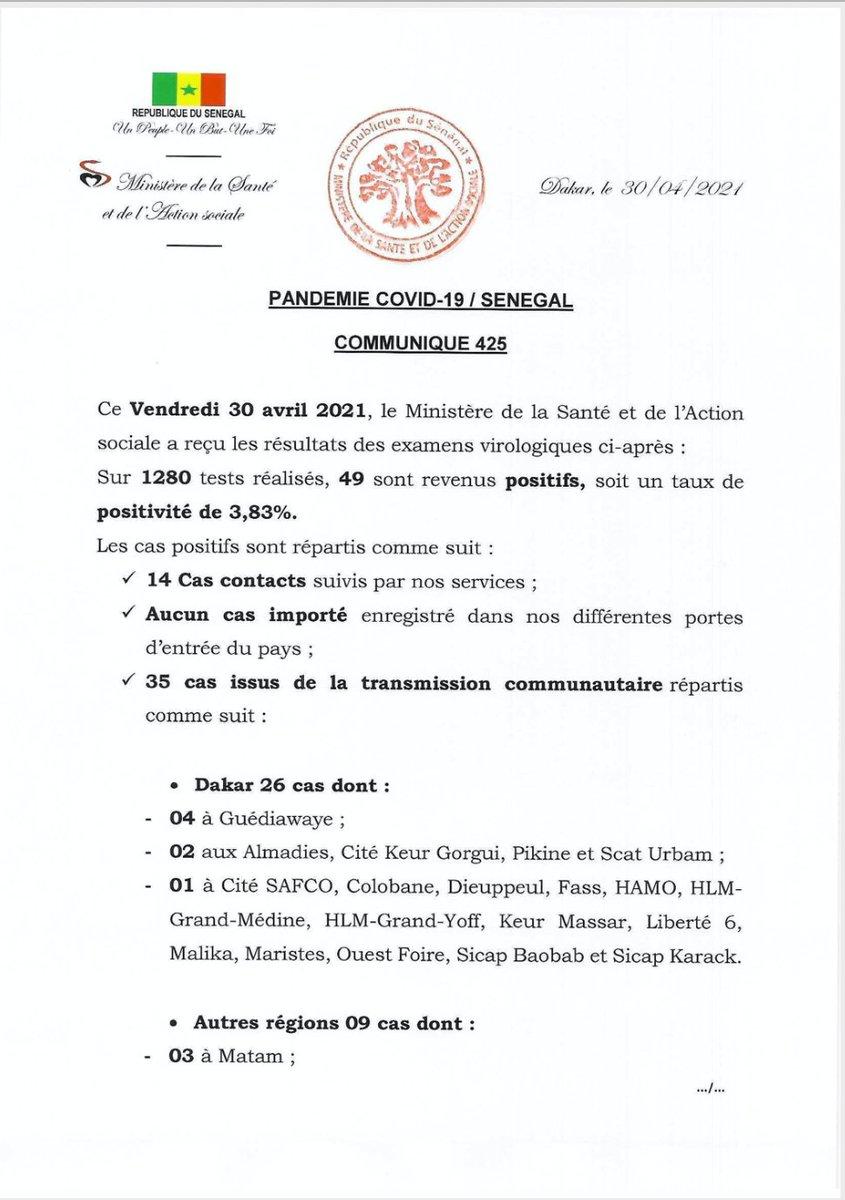 REPUBLIQUE DU SENEGAL
Un Peuple-Un But-Une Foi
Ministère de la Santé
et de l'Action sociale
★ République du Sénégal ★
MINISTERE DE LA SANTE ET DE L'ACTION SOCIALE
Dakar, le 30/04/2021
PANDEMIE COVID-19 / SENEGAL
COMMUNIQUE 425
Ce Vendredi 30 avril 2021, le Ministère de la Santé et de l'Action
sociale a reçu les résultats des examens virologiques ci-après :
Sur 1280 tests réalisés, 49 sont revenus positifs, soit un taux de
positivité de 3,83%.
Les cas positifs sont répartis comme suit :
✓ 14 Cas contacts suivis par nos services ;
✓ Aucun cas importé enregistré dans nos différentes portes
d'entrée du pays ;
✓ 35 cas issus de la transmission communautaire répartis
comme suit :
• Dakar 26 cas dont :
- 04 à Guédiawaye ;
- 02 aux Almadies, Cité Keur Gorgui, Pikine et Scat Urbam ;
- 01 à Cité SAFCO, Colobane, Dieuppeul, Fass, HAMO, HLM-
Grand-Médine, HLM-Grand-Yoff, Keur Massar, Liberté 6,
Malika, Maristes, Ouest Foire, Sicap Baobab et Sicap Karack.
• Autres régions 09 cas dont :
- 03 à Matam ;
.../...